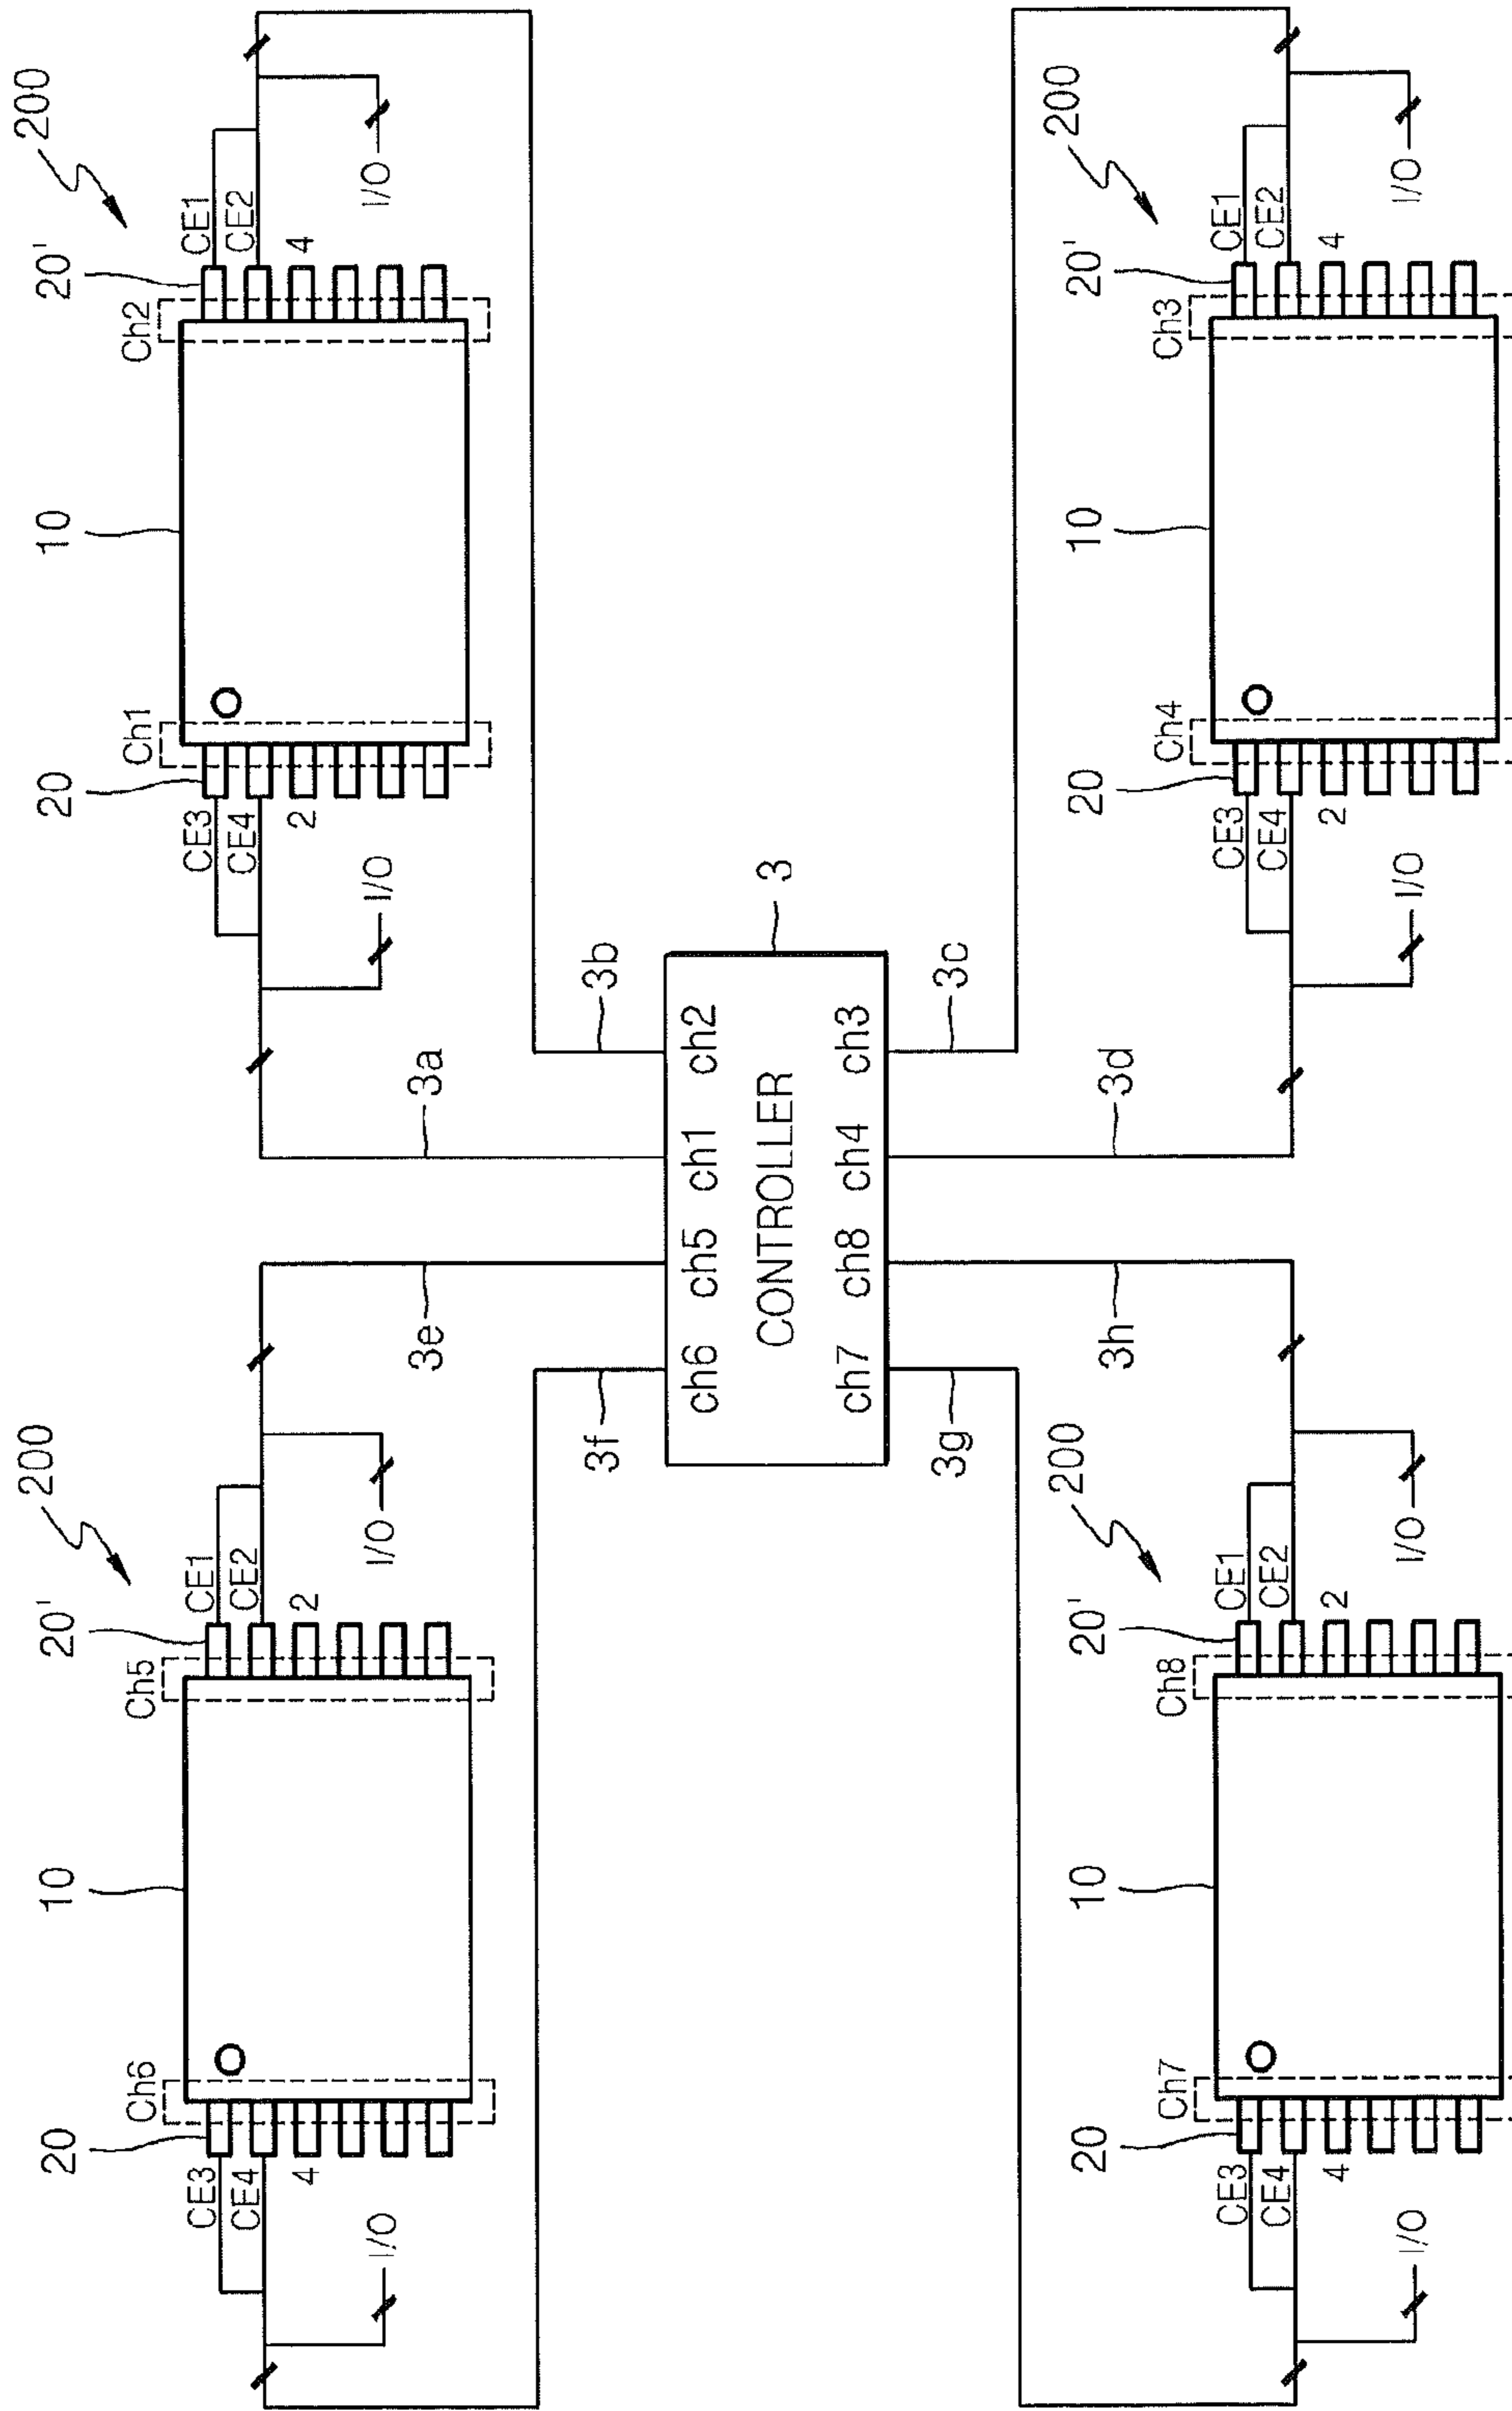 200
200
10
10
20
20'
20
20'
Ch6
Ch5
Ch1
Ch2
CE3
CE4
CE1
CE2
CE3
CE4
CE1
CE2
4
2
2
4
I/O
I/O
I/O
I/O
3e
3a
3f
3b
ch6 ch5 ch1 ch2
3
CONTROLLER
ch7 ch8 ch4 ch3
3g
3c
3h
3d
200
200
10
10
20
20'
20
20'
Ch7
Ch8
Ch4
Ch3
CE3
CE4
CE1
CE2
CE3
CE4
CE1
CE2
4
2
2
4
I/O
I/O
I/O
I/O